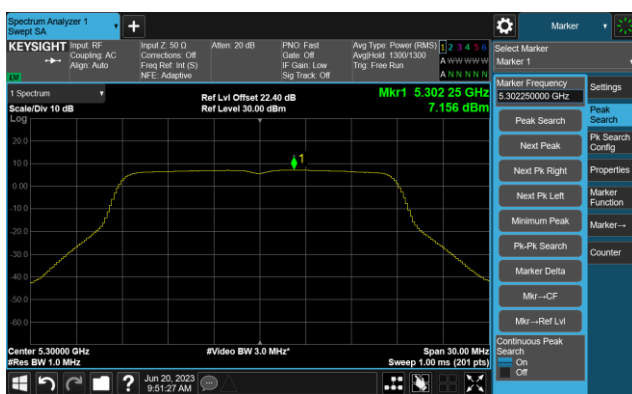 Spectrum Analyzer 1
Swept SA
Marker
KEYSIGHT
Input: RF
Coupling: AC
Align: Auto
Input Z: 50 Ω
Corrections: Off
Freq Ref: Int (S)
NFE: Adaptive
Atten: 20 dB
PNO: Fast
Gate: Off
IF Gain: Low
Sig Track: Off
Avg Type: Power (RMS)
Avg|Hold: 1300/1300
Trig: Free Run
1 2 3 4 5 6
A W W W W W
A N N N N N
Select Marker
Marker 1
1 Spectrum
Scale/Div 10 dB
Log
Ref Lvl Offset 22.40 dB
Ref Level 30.00 dBm
Mkr1 5.302 25 GHz
7.156 dBm
20.0
10.0
0.00
-10.0
-20.0
-30.0
-40.0
-50.0
-60.0
1
Center 5.30000 GHz
#Res BW 1.0 MHz
#Video BW 3.0 MHz*
Span 30.00 MHz
Sweep 1.00 ms (201 pts)
Marker Frequency
5.302250000 GHz
Peak Search
Next Peak
Next Pk Right
Next Pk Left
Minimum Peak
Pk-Pk Search
Marker Delta
Mkr→CF
Mkr→Ref Lvl
Continuous Peak
Search
On
Off
Settings
Peak
Search
Pk Search
Config
Properties
Marker
Function
Marker→
Counter
Jun 20, 2023
9:51:27 AM